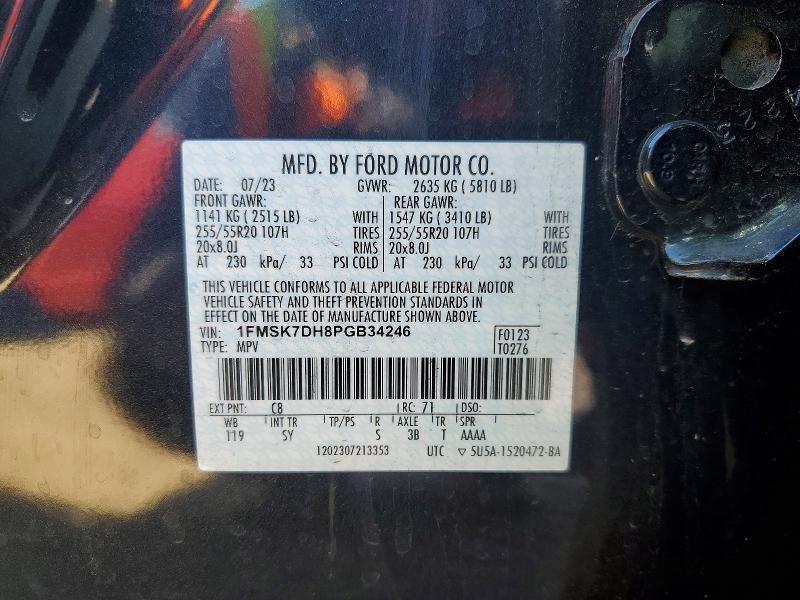 MFD. BY FORD MOTOR CO.
DATE: 07/23 GVWR: 2635 KG ( 5810 LB)
FRONT GAWR: REAR GAWR:
1141 KG ( 2515 LB) WITH 1547 KG ( 3410 LB) WITH
255/55R20 107H TIRES 255/55R20 107H TIRES
20x8.0J RIMS 20x8.0J RIMS
AT 230 kPa/ 33 PSI COLD AT 230 kPa/ 33 PSI COLD
THIS VEHICLE CONFORMS TO ALL APPLICABLE FEDERAL MOTOR
VEHICLE SAFETY AND THEFT PREVENTION STANDARDS IN
EFFECT ON THE DATE OF MANUFACTURE SHOWN ABOVE.
VIN: 1FMSK7DH8PGB34246 F0123
TYPE: MPV T0276
EXT PNT: C8 RC: 71 DSO:
WB INT TR TP/PS R AXLE TR SPR
119 SY S 3B T AAAA
1202307213353 UTC ▽ 5U5A-1520472-BA